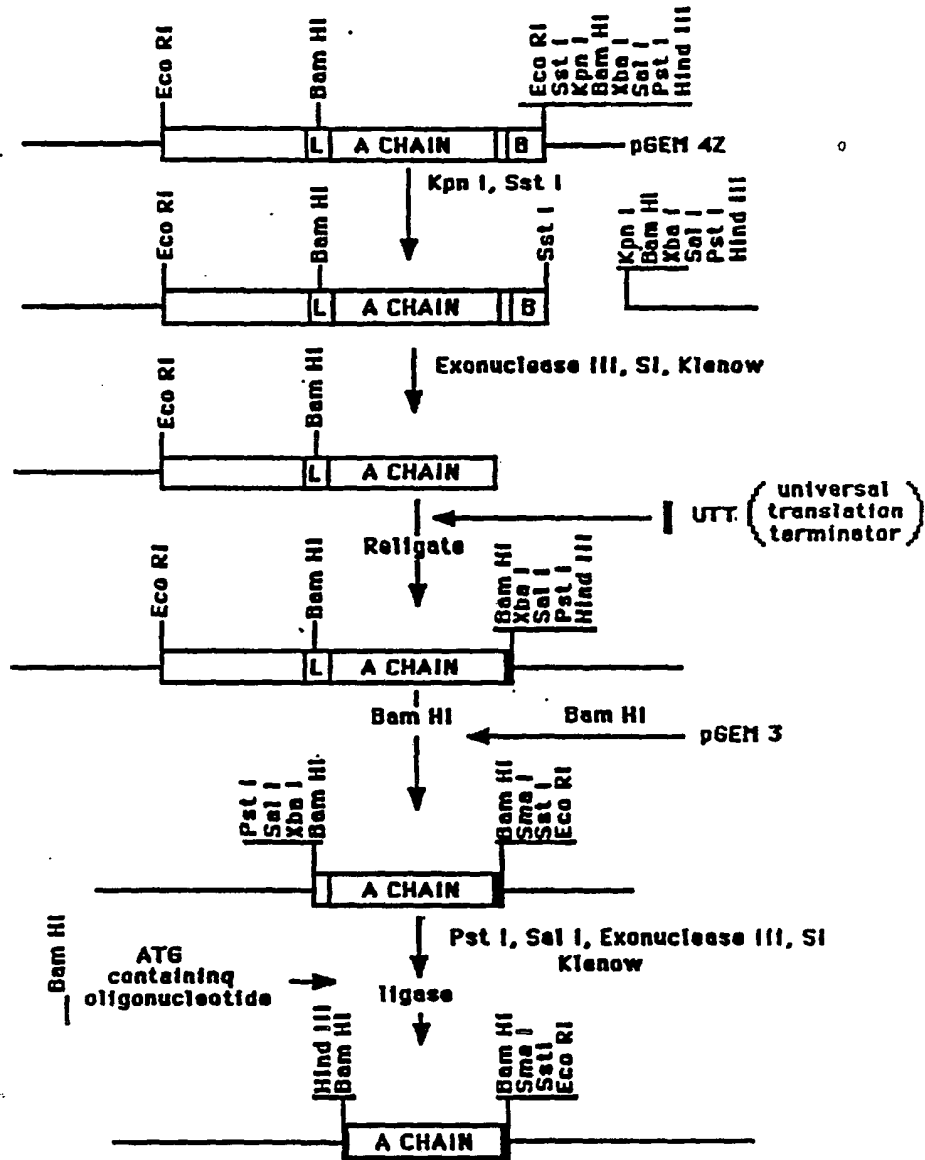 Eco RI
Bam HI
Eco RI
Sst I
Kpn I
Bam HI
Xba I
Sal I
Pst I
Hind III
L A CHAIN B
pGEM 4Z
Kpn I, Sst I
Eco RI
Bam HI
Sst I
Kpn I
Bam HI
Xba I
Sal I
Pst I
Hind III
L A CHAIN B
Exonuclease III, SI, Klenow
Eco RI
Bam HI
L A CHAIN
UTT (universal
translation
terminator)
Religate
Eco RI
Bam HI
Bam HI
Xba I
Sal I
Pst I
Hind III
L A CHAIN
Bam HI
Bam HI
pGEM 3
Pst I
Sal I
Xba I
Bam HI
Bam HI
Sma I
Sst I
Eco RI
A CHAIN
Pst I, Sal I, Exonuclease III, SI
Klenow
Bam HI
ATG
containing
oligonucleotide
ligase
Hind III
Bam HI
Bam HI
Sma I
SstI
Eco RI
A CHAIN